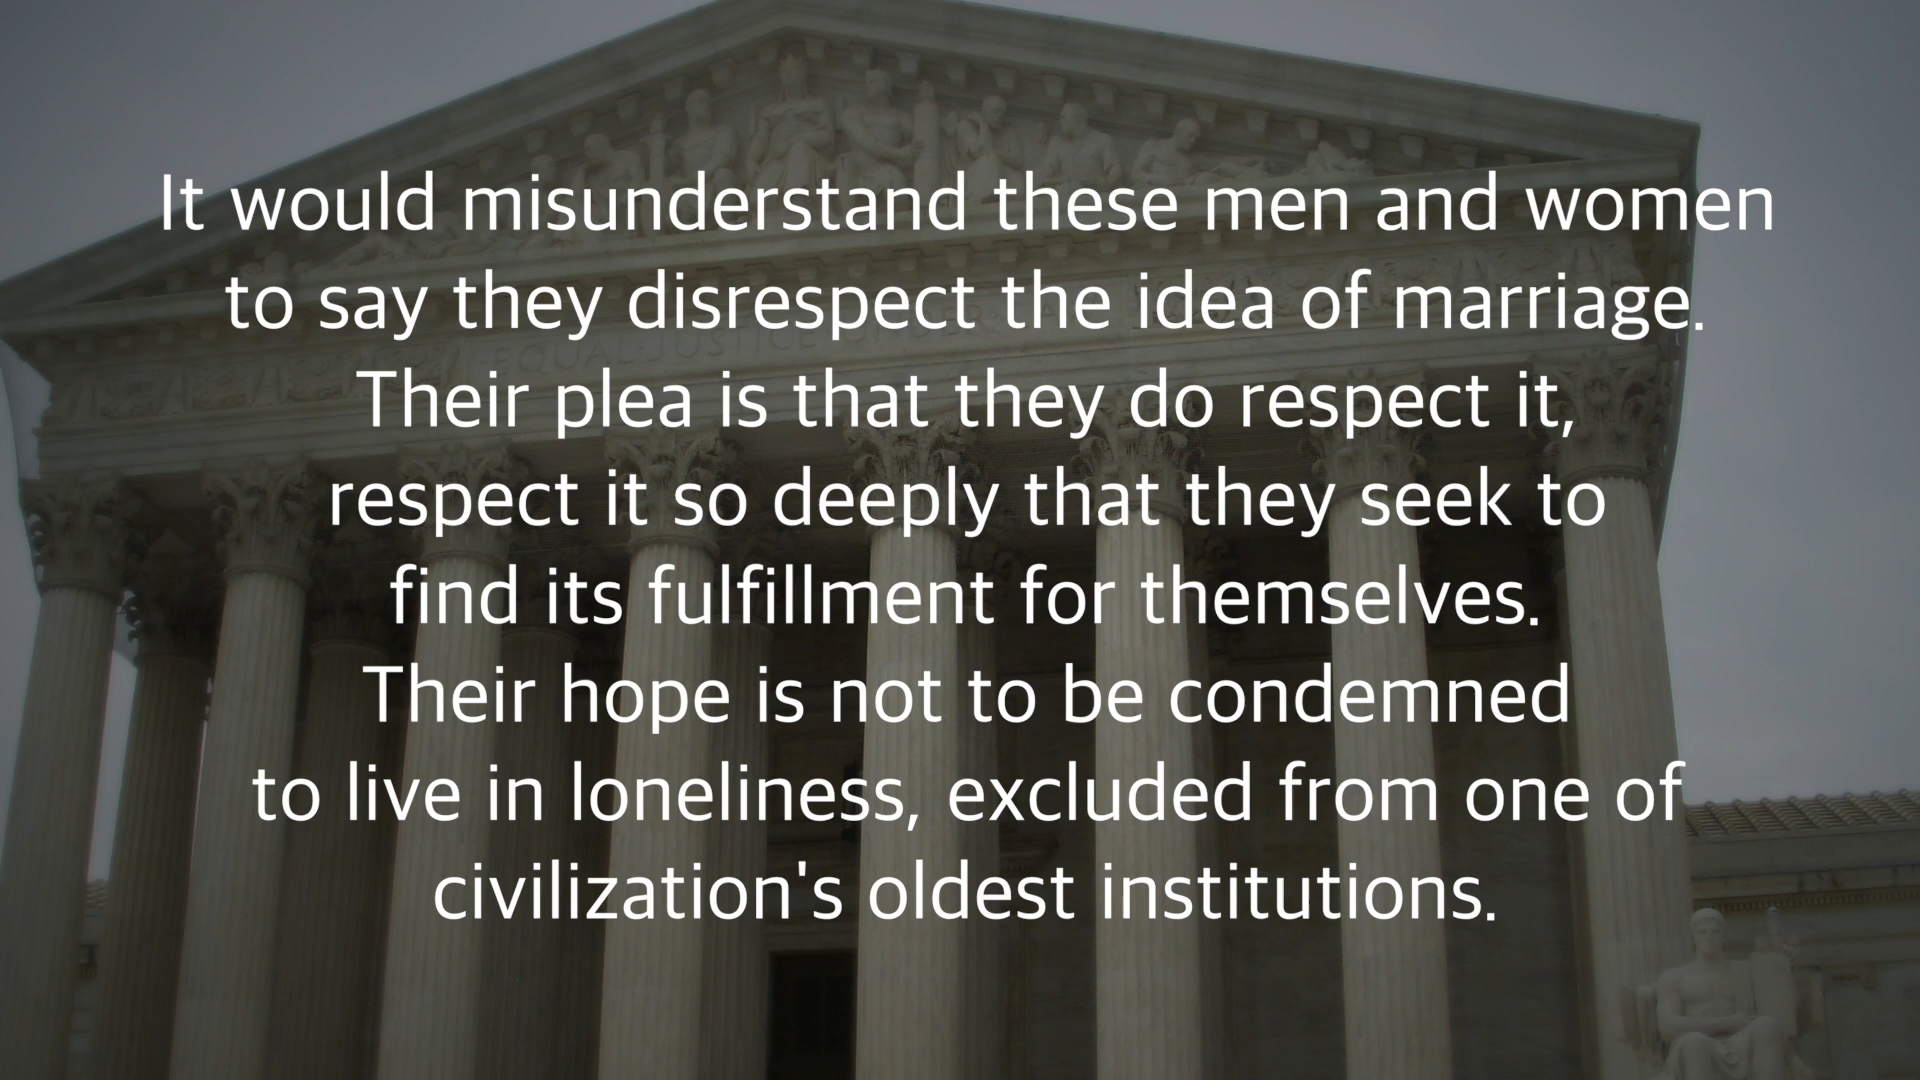 It would misunderstand these men and women
to say they disrespect the idea of marriage.
Their plea is that they do respect it,
respect it so deeply that they seek to
find its fulfillment for themselves.
Their hope is not to be condemned
to live in loneliness, excluded from one of
civilization's oldest institutions.
EQUAL JUSTICE